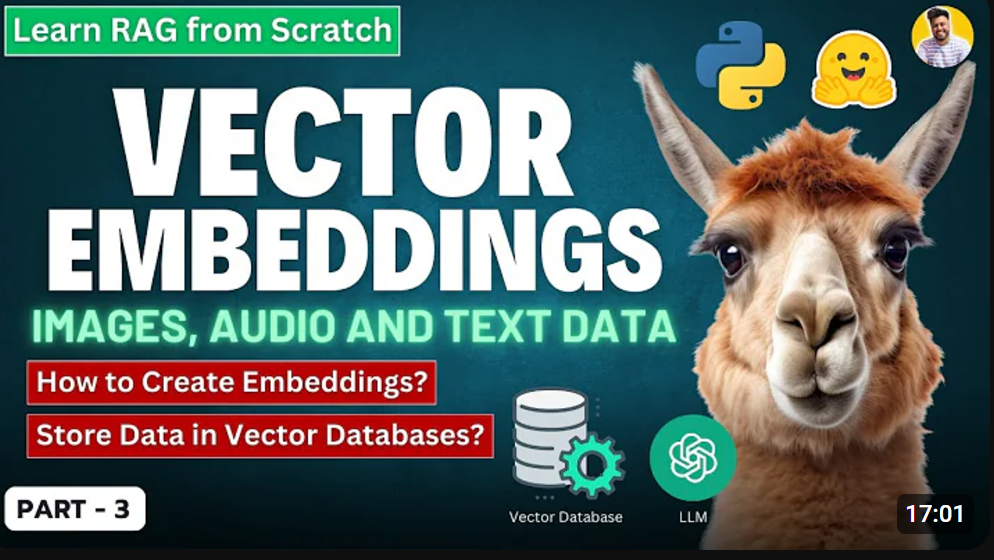 Learn RAG from Scratch
VECTOR
EMBEDDINGS
IMAGES, AUDIO AND TEXT DATA
How to Create Embeddings?
Store Data in Vector Databases?
Vector Database
LLM
PART - 3
17:01